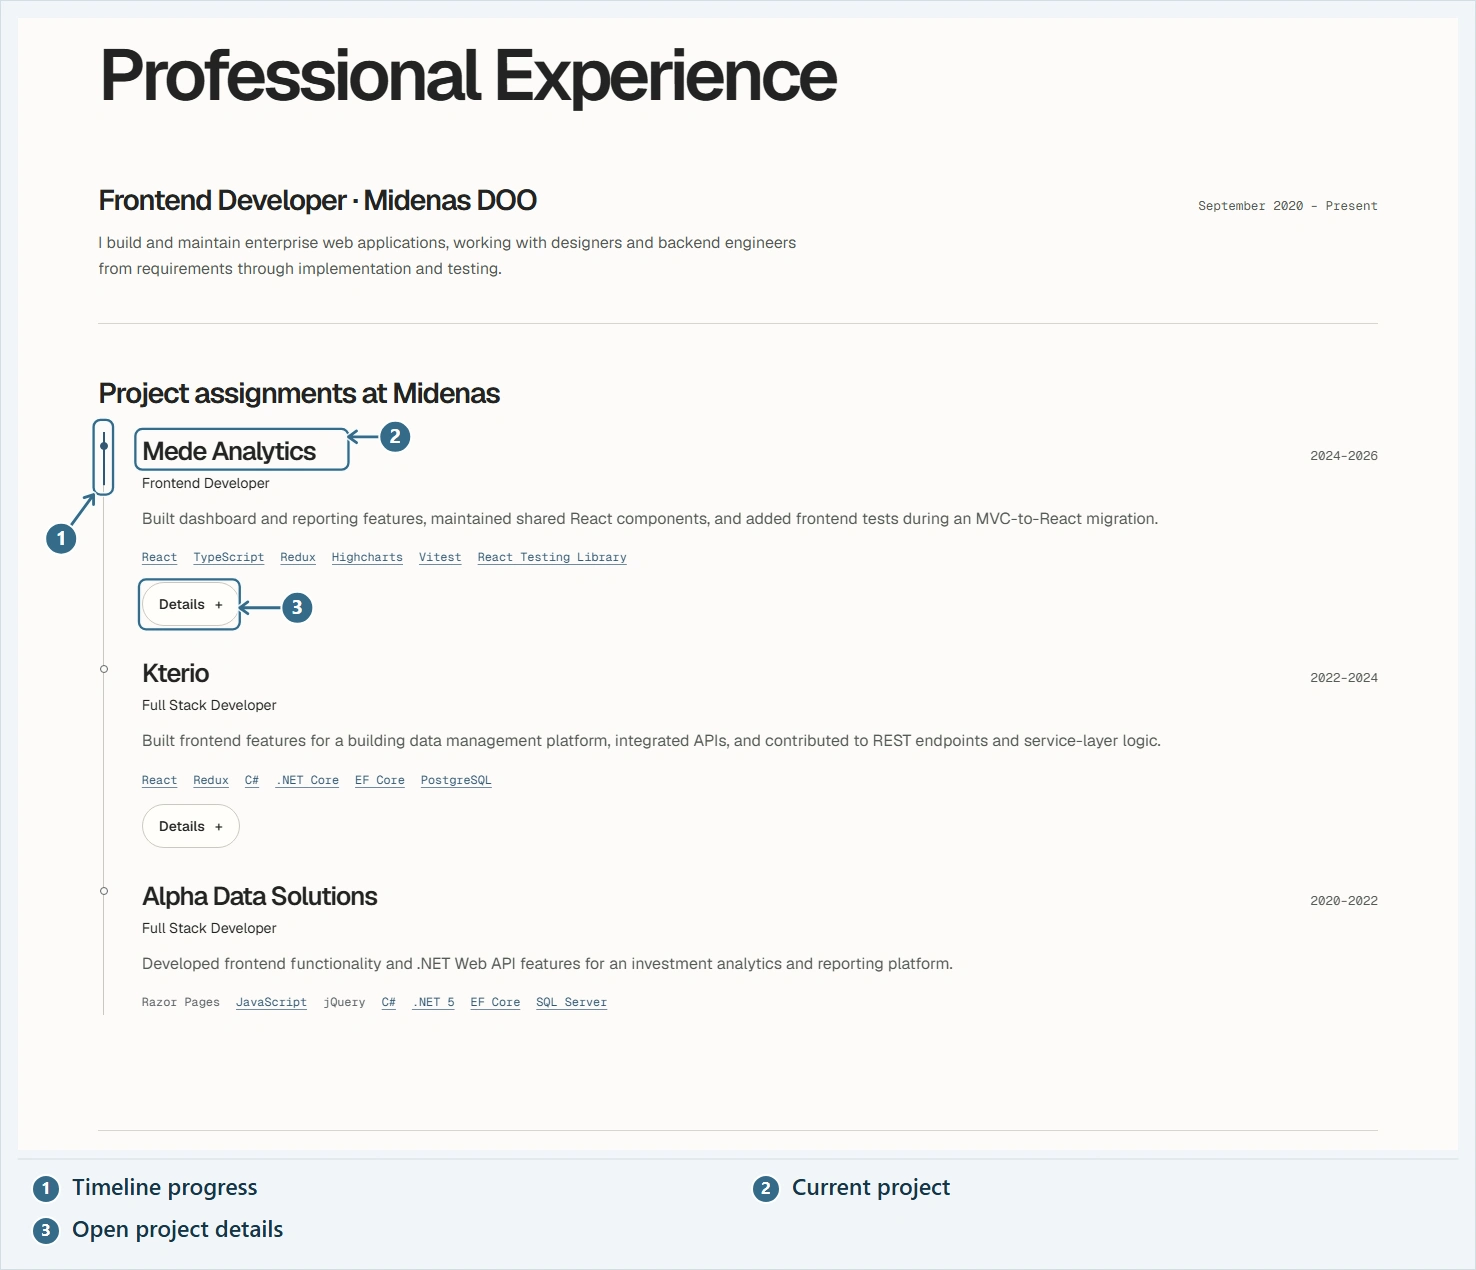 Professional Experience
Frontend Developer · Midenas DOO
September 2020 – Present
I build and maintain enterprise web applications, working with designers and backend engineers
from requirements through implementation and testing.
Project assignments at Midenas
Mede Analytics
2
2024–2026
Frontend Developer
1
Built dashboard and reporting features, maintained shared React components, and added frontend tests during an MVC-to-React migration.
React TypeScript Redux Highcharts Vitest React Testing Library
Details +
3
Kterio
2022–2024
Full Stack Developer
Built frontend features for a building data management platform, integrated APIs, and contributed to REST endpoints and service-layer logic.
React Redux C# .NET Core EF Core PostgreSQL
Details +
Alpha Data Solutions
2020–2022
Full Stack Developer
Developed frontend functionality and .NET Web API features for an investment analytics and reporting platform.
Razor Pages JavaScript jQuery C# .NET 5 EF Core SQL Server
1 Timeline progress
2 Current project
3 Open project details